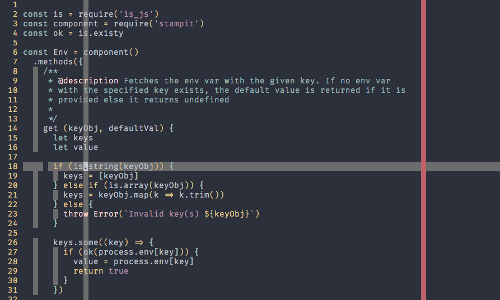 1
2 const is = require('is_js')
3 const component = require('stampit')
4 const ok = is.existy
5
6 const Env = component()
7 .methods({
8 /**
9 * @description Fetches the env var with the given key. If no env var
10 * with the specified key exists, the default value is returned if it is
11 * provided else it returns undefined
12 *
13 */
14 get (keyObj, defaultVal) {
15 let keys
16 let value
17
18 if (is.string(keyObj)) {
19 keys = [keyObj]
20 } else if (is.array(keyObj)) {
21 keys = keyObj.map(k => k.trim())
22 } else {
23 throw Error(`Invalid key(s) ${keyObj}`)
24 }
25
26 keys.some((key) => {
27 if (ok(process.env[key])) {
28 value = process.env[key]
29 return true
30 }
31 })
32